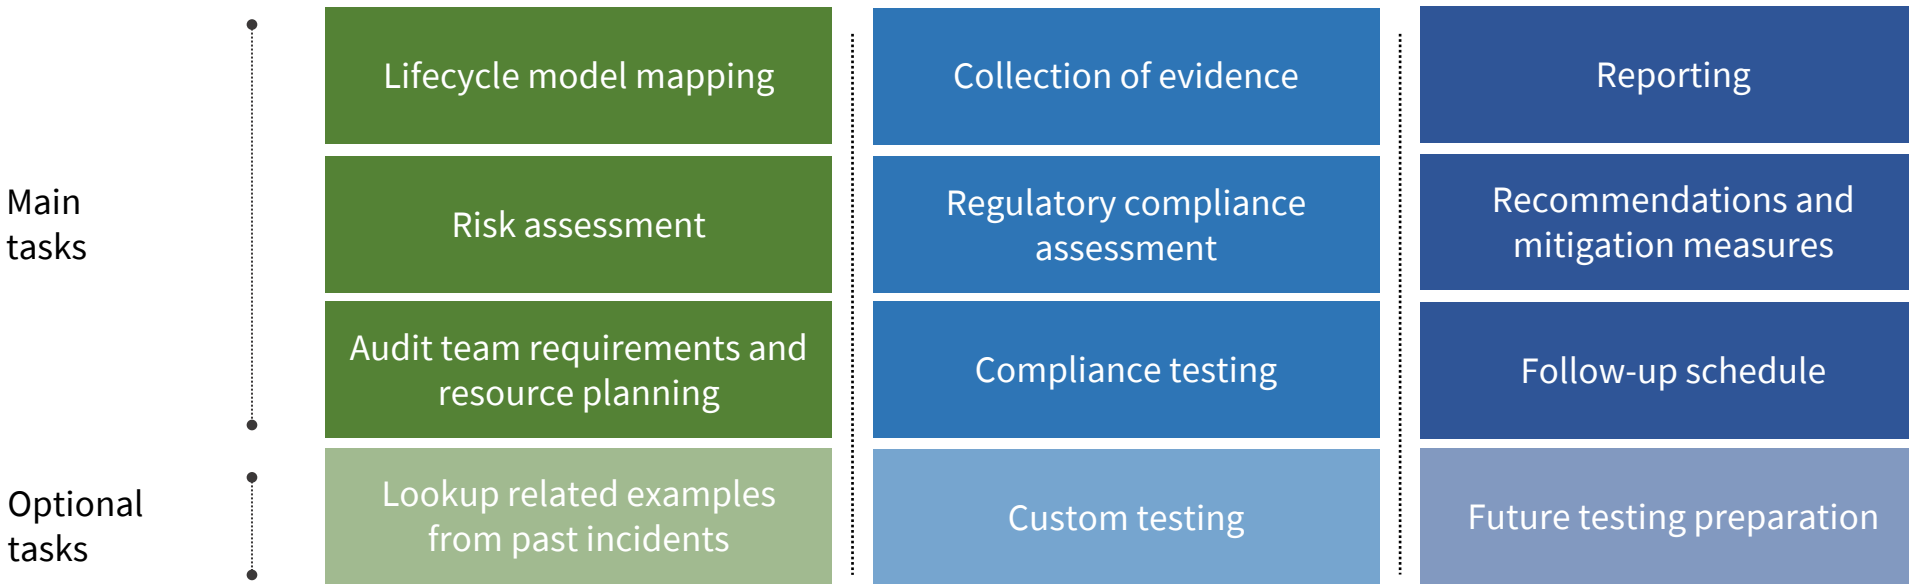 Lifecycle model mapping
Collection of evidence
Reporting
Main
tasks
Risk assessment
Regulatory compliance
assessment
Recommendations and
mitigation measures
Audit team requirements and
resource planning
Compliance testing
Follow-up schedule
Optional
tasks
Lookup related examples
from past incidents
Custom testing
Future testing preparation